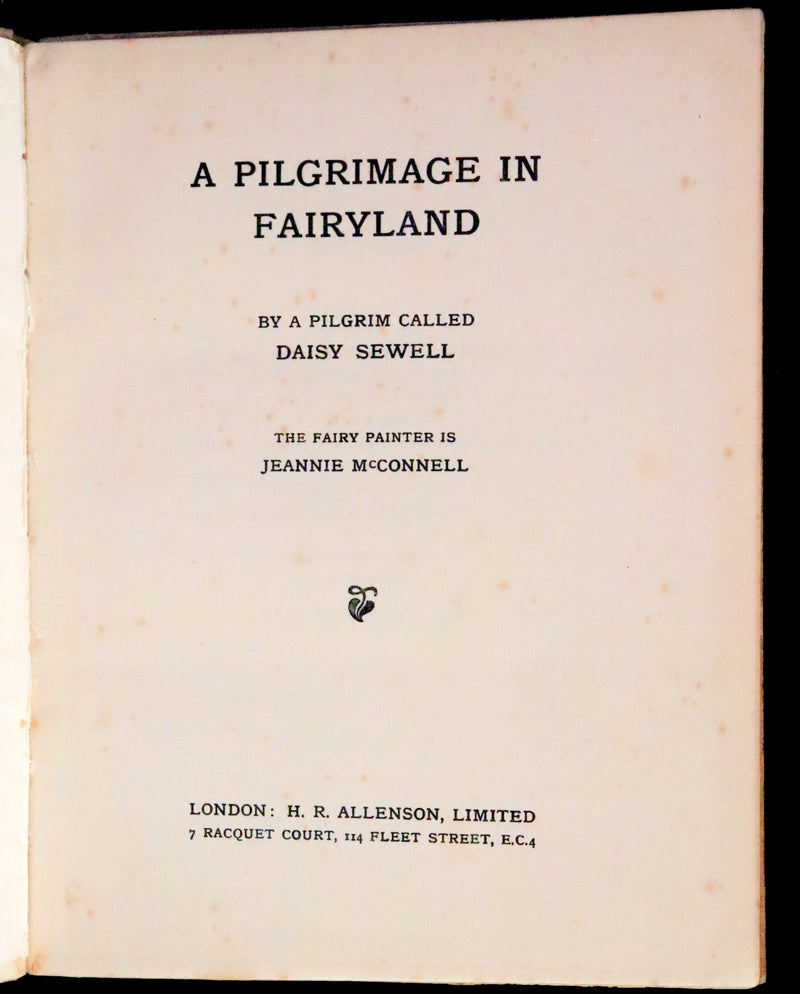 A PILGRIMAGE IN
FAIRYLAND
BY A PILGRIM CALLED
DAISY SEWELL
THE FAIRY PAINTER IS
JEANNIE McCONNELL
LONDON: H. R. ALLENSON, LIMITED
7 RACQUET COURT, 114 FLEET STREET, E.C.4